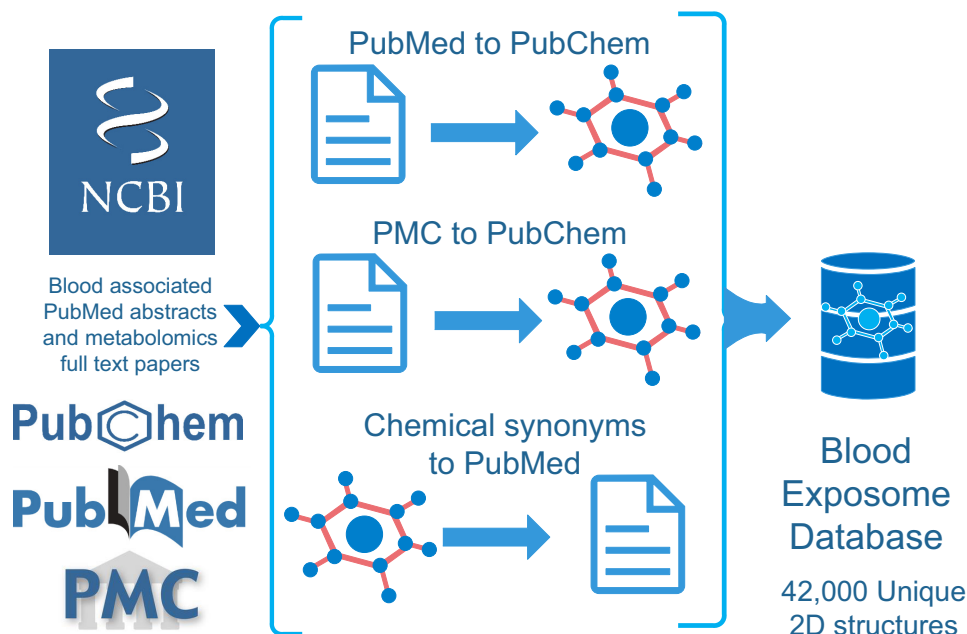 NCBI
Blood associated
PubMed abstracts
and metabolomics
full text papers
PubChem
PubMed
PMC
PubMed to PubChem
PMC to PubChem
Chemical synonyms
to PubMed
Blood
Exposome
Database
42,000 Unique
2D structures